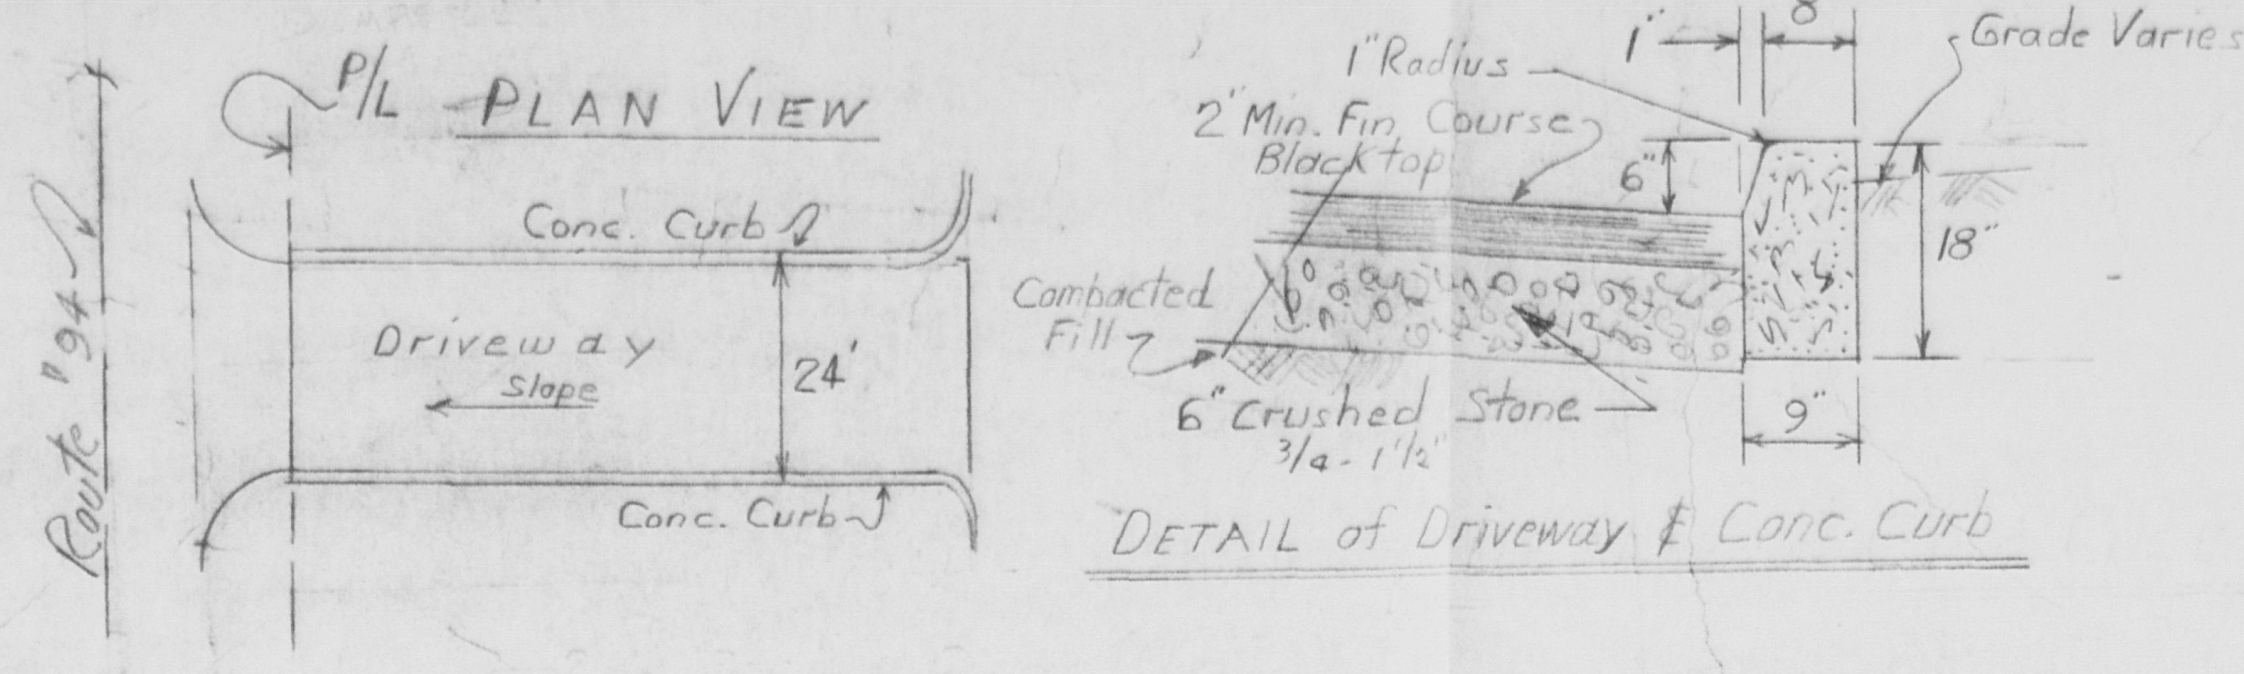 P/L PLAN VIEW
Route "94
Conc. Curb
Driveway
Slope
24'
Conc. Curb
8"
1"
Grade Varies
1" Radius
2" Min. Fin. Course
Blacktop
6"
18"
Compacted
Fill
6" Crushed Stone
3/4 - 1 1/2"
9"
DETAIL of Driveway & Conc. Curb